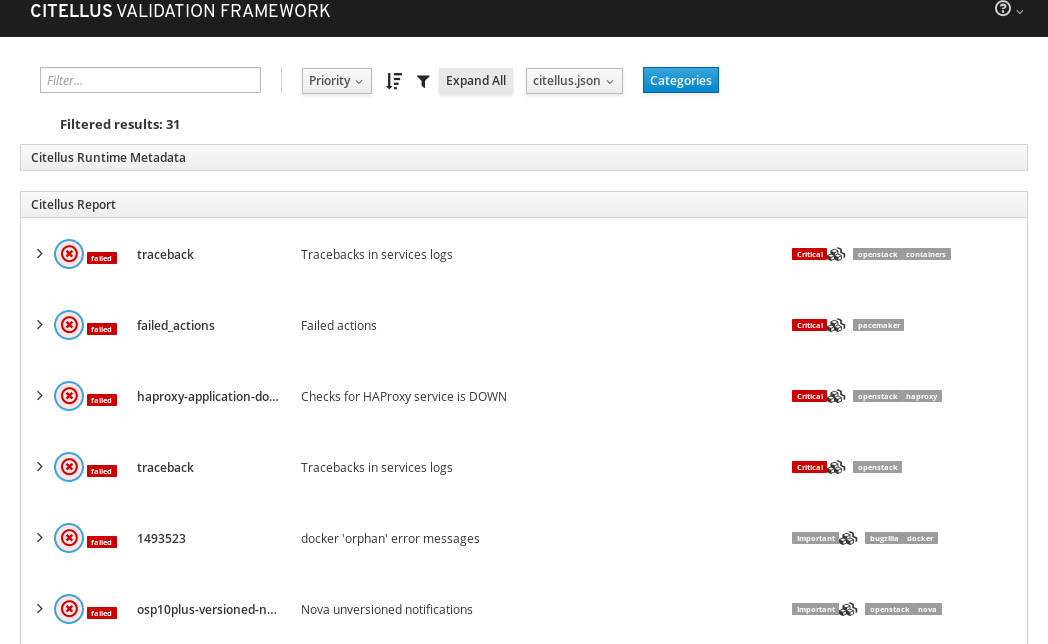 CITELLUS VALIDATION FRAMEWORK
Filter... Priority Expand All citellus.json Categories
Filtered results: 31
Citellus Runtime Metadata
Citellus Report
failed traceback Tracebacks in services logs Critical openstack containers
failed failed_actions Failed actions Critical pacemaker
failed haproxy-application-do... Checks for HAProxy service is DOWN Critical openstack haproxy
failed traceback Tracebacks in services logs Critical openstack
failed 1493523 docker 'orphan' error messages Important bugzilla docker
failed osp10plus-versioned-n... Nova unversioned notifications Important openstack nova